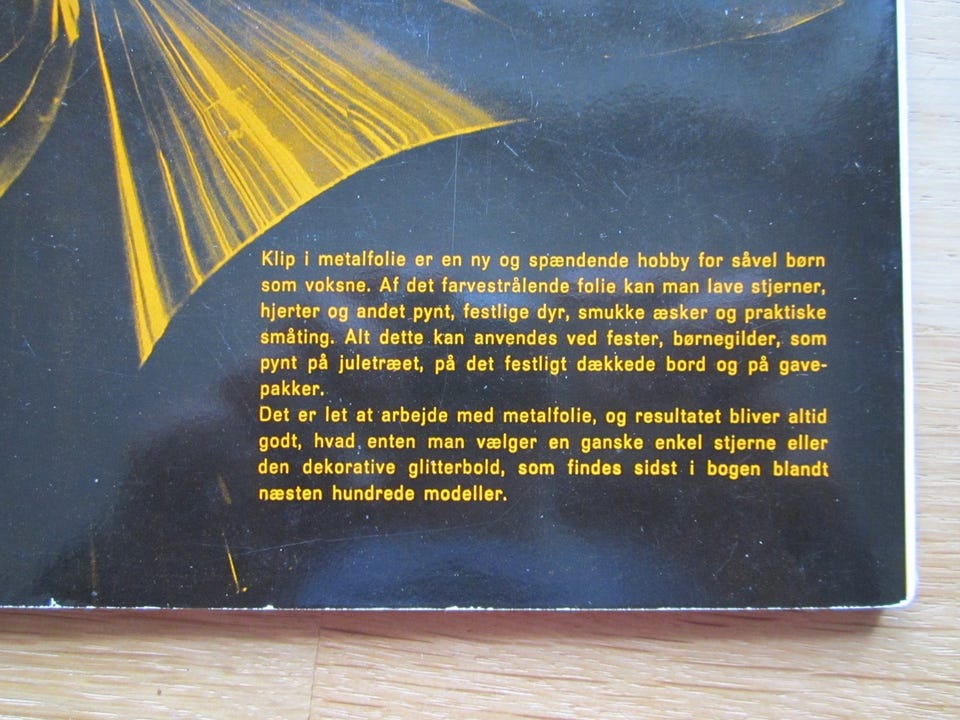 Klip i metalfolie er en ny og spændende hobby for såvel børn
som voksne. Af det farvestrålende folie kan man lave stjerner,
hjerter og andet pynt, festlige dyr, smukke æsker og praktiske
småting. Alt dette kan anvendes ved fester, børnegilder, som
pynt på juletræet, på det festligt dækkede bord og på gave-
pakker.
Det er let at arbejde med metalfolie, og resultatet bliver altid
godt, hvad enten man vælger en ganske enkel stjerne eller
den dekorative glitterbold, som findes sidst i bogen blandt
næsten hundrede modeller.